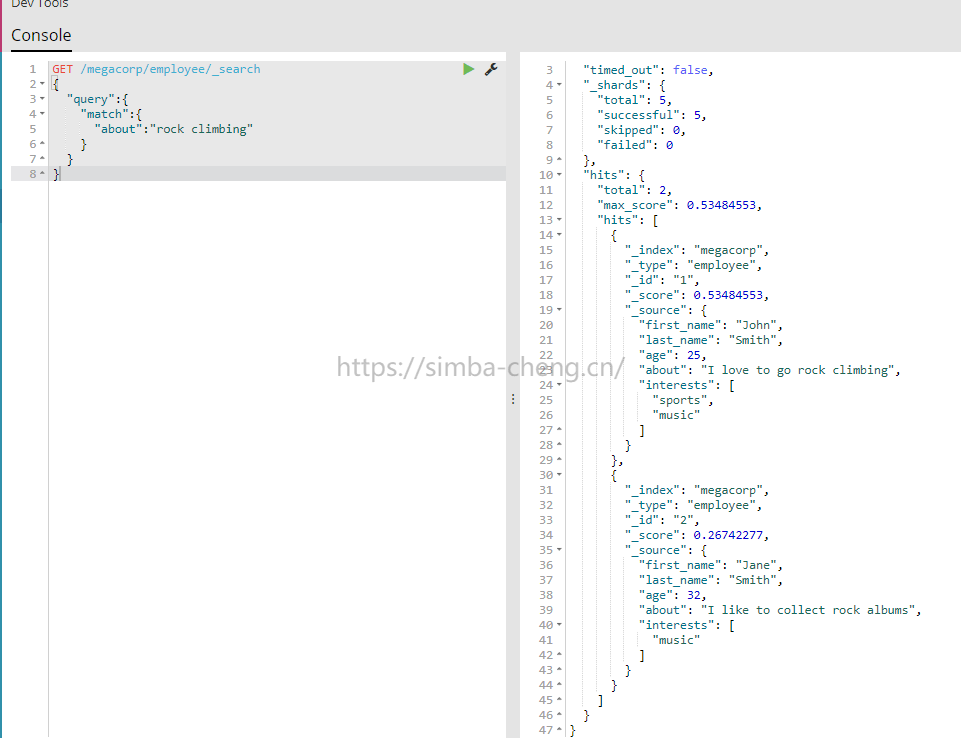 Dev Tools
Console
1 GET /megacorp/employee/_search
2 {
3 "query":{
4 "match":{
5 "about":"rock climbing"
6 }
7 }
8 }
3 "timed_out": false,
4 "_shards": {
5 "total": 5,
6 "successful": 5,
7 "skipped": 0,
8 "failed": 0
9 },
10 "hits": {
11 "total": 2,
12 "max_score": 0.53484553,
13 "hits": [
14 {
15 "_index": "megacorp",
16 "_type": "employee",
17 "_id": "1",
18 "_score": 0.53484553,
19 "_source": {
20 "first_name": "John",
21 "last_name": "Smith",
22 "age": 25,
23 "about": "I love to go rock climbing",
24 "interests": [
25 "sports",
26 "music"
27 ]
28 }
29 },
30 {
31 "_index": "megacorp",
32 "_type": "employee",
33 "_id": "2",
34 "_score": 0.26742277,
35 "_source": {
36 "first_name": "Jane",
37 "last_name": "Smith",
38 "age": 32,
39 "about": "I like to collect rock albums",
40 "interests": [
41 "music"
42 ]
43 }
44 }
45 ]
46 }
47 }
https://simba-cheng.cn/